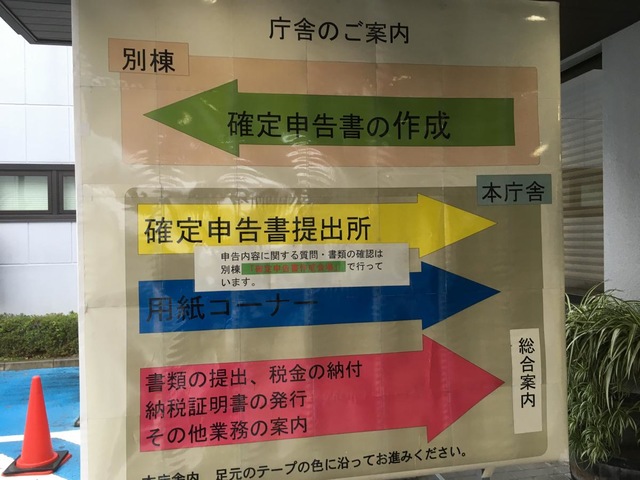 庁舎のご案内
別棟
確定申告書の作成
本庁舎
確定申告書提出所
申告内容に関する質問・書類の確認は
別棟
で行って
います。
用紙コーナー
書類の提出、税金の納付
納税証明書の発行
その他業務の案内
総合案内
本庁舎内、足元のテープの色に沿ってお進みください。